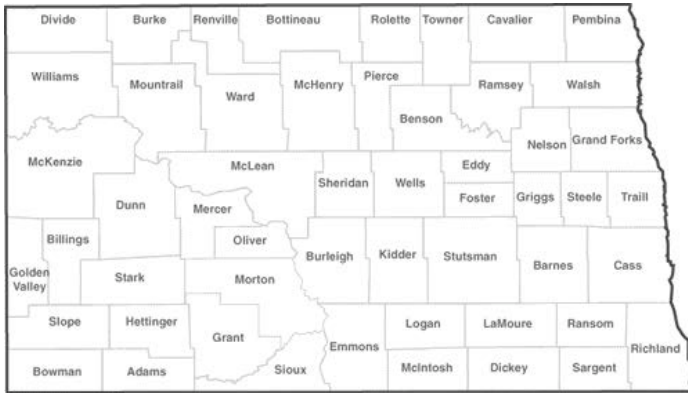 Divide
Burke
Renville
Bottineau
Rolette
Towner
Cavalier
Pembina
Williams
Mountrail
Ward
McHenry
Pierce
Benson
Ramsey
Walsh
McKenzie
Dunn
McLean
Mercer
Oliver
Sheridan
Wells
Eddy
Foster
Nelson
Grand Forks
Griggs
Steele
Traill
Golden
Valley
Billings
Stark
Morton
Burleigh
Kidder
Stutsman
Barnes
Cass
Slope
Hettinger
Grant
Sioux
Emmons
Logan
LaMoure
Ransom
Richland
Bowman
Adams
McIntosh
Dickey
Sargent